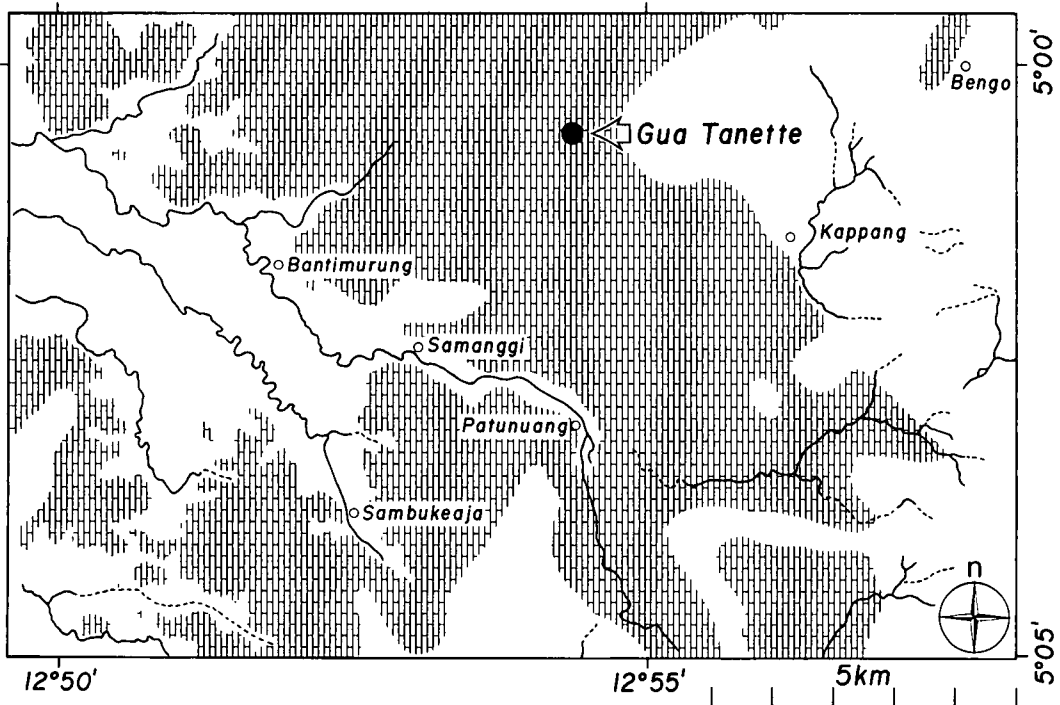 5°00'
Bengo
Gua Tanette
Kappang
Bantimurung
Samanggi
Patunuang
Sambukeaja
n
12°50'
12°55'
5km
5°05'